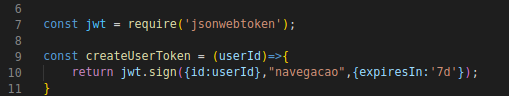 6
7 const jwt = require('jsonwebtoken');
8
9 const createUserToken = (userId)=>{
10 return jwt.sign({id:userId},"navegacao",{expiresIn:'7d'});
11 }